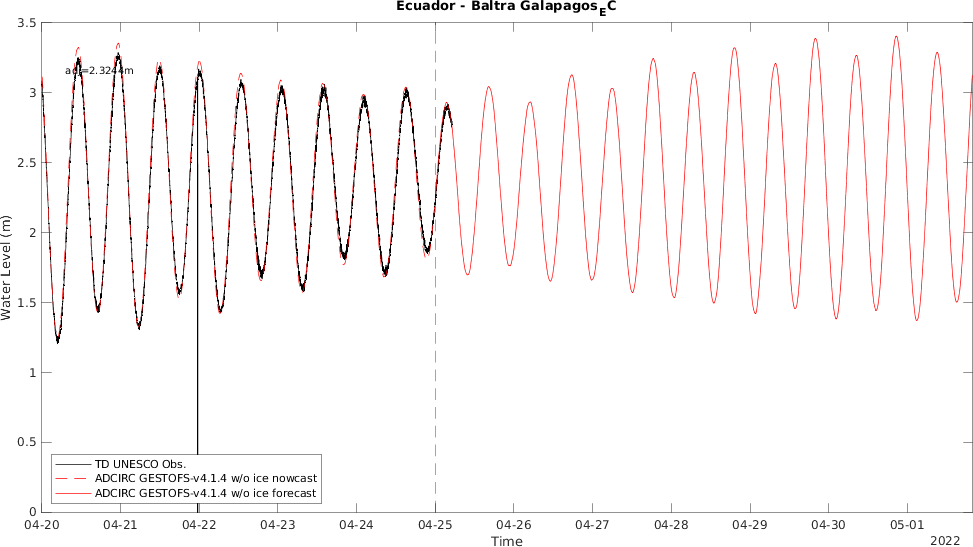 Ecuador - Baltra Galapagos_EC
3.5
3
2.5
2
1.5
1
0.5
0
Water Level (m)
TD UNESCO Obs.
ADCIRC GESTOFS-v4.1.4 w/o ice nowcast
ADCIRC GESTOFS-v4.1.4 w/o ice forecast
04-20 04-21 04-22 04-23 04-24 04-25 04-26 04-27 04-28 04-29 04-30 05-01
Time
2022